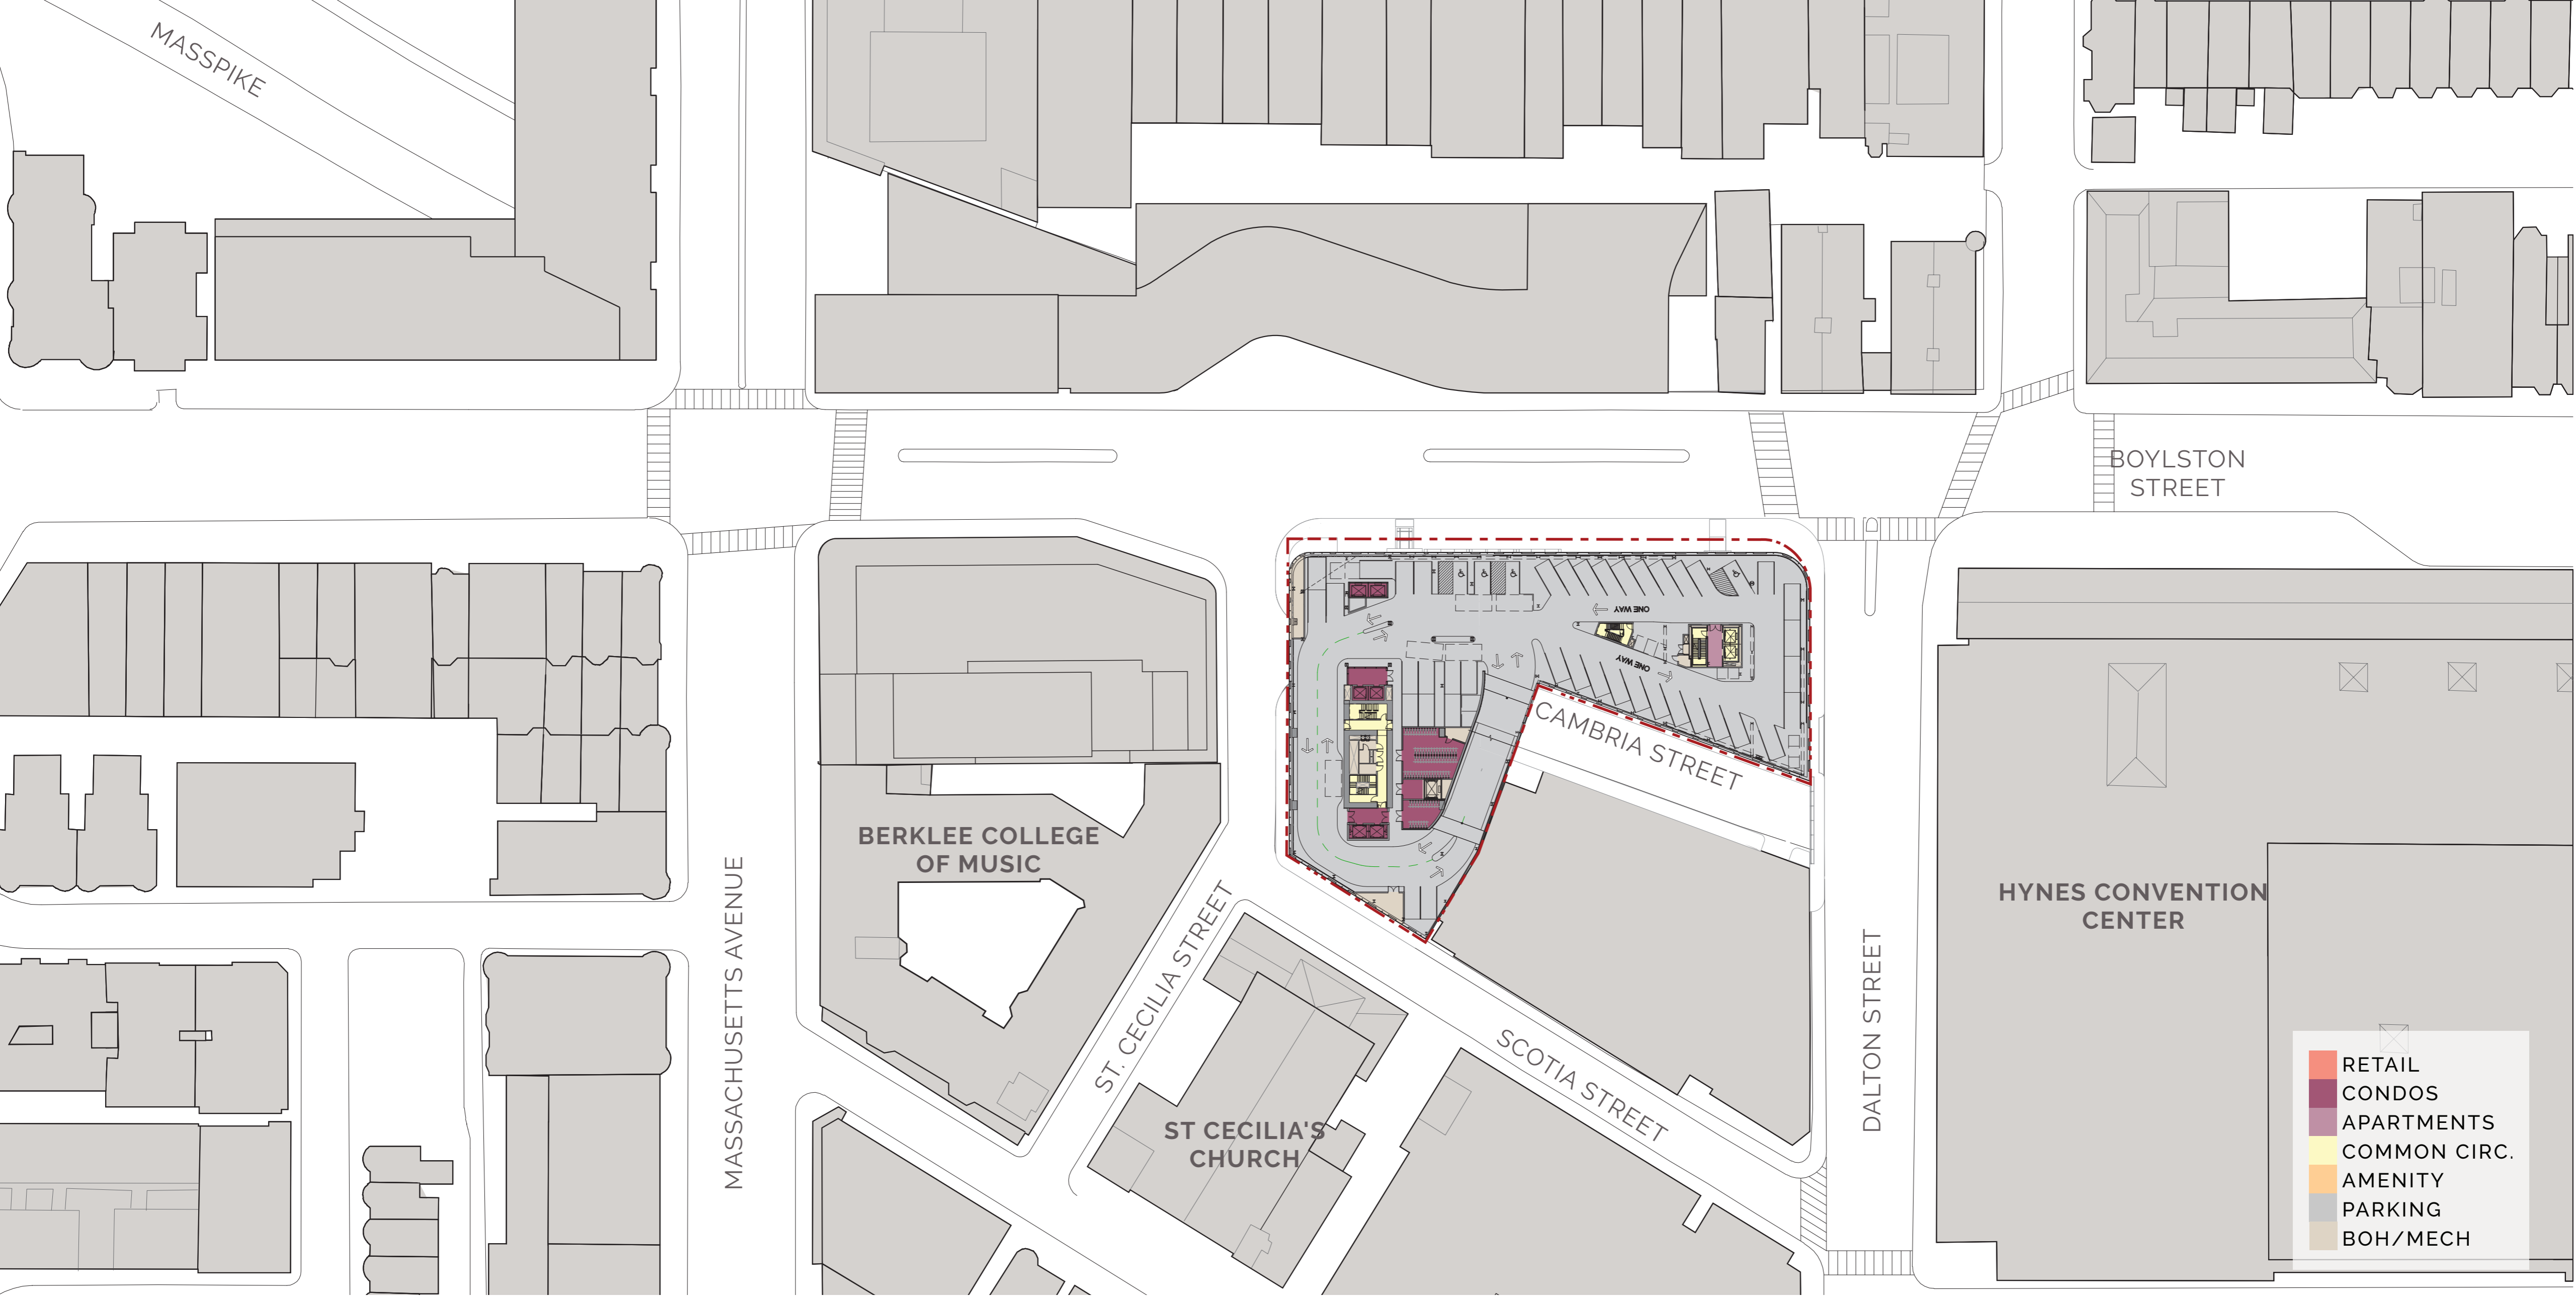 MASSPIKE
BOYLSTON
STREET
ONE WAY
ONE WAY
CAMBRIA STREET
BERKLEE COLLEGE
OF MUSIC
MASSACHUSETTS AVENUE
ST. CECILIA STREET
HYNES CONVENTION
CENTER
DALTON STREET
SCOTIA STREET
ST CECILIA'S
CHURCH
RETAIL
CONDOS
APARTMENTS
COMMON CIRC.
AMENITY
PARKING
BOH/MECH